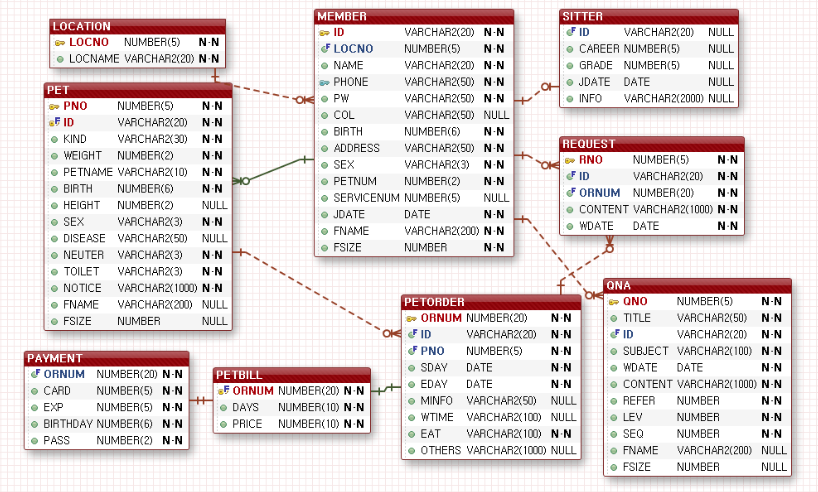 LOCATION
LOCNO NUMBER(5) N-N
LOCNAME VARCHAR2(20) N-N
MEMBER
ID VARCHAR2(20) N-N
LOCNO NUMBER(5) N-N
NAME VARCHAR2(20) N-N
PHONE VARCHAR2(50) N-N
PW VARCHAR2(50) N-N
COL VARCHAR2(50) NULL
BIRTH NUMBER(6) N-N
ADDRESS VARCHAR2(50) N-N
SEX VARCHAR2(3) N-N
PETNUM NUMBER(2) N-N
SERVICENUM NUMBER(5) NULL
JDATE DATE N-N
FNAME VARCHAR2(200) N-N
FSIZE NUMBER N-N
SITTER
ID VARCHAR2(20) NULL
CAREER NUMBER(5) NULL
GRADE NUMBER(5) NULL
JDATE DATE NULL
INFO VARCHAR2(2000) NULL
PET
PNO NUMBER(5) N-N
ID VARCHAR2(20) N-N
KIND VARCHAR2(30) N-N
WEIGHT NUMBER(2) N-N
PETNAME VARCHAR2(10) N-N
BIRTH NUMBER(6) N-N
HEIGHT NUMBER(2) NULL
SEX VARCHAR2(3) N-N
DISEASE VARCHAR2(50) NULL
NEUTER VARCHAR2(3) N-N
TOILET VARCHAR2(3) N-N
NOTICE VARCHAR2(1000) N-N
FNAME VARCHAR2(200) NULL
FSIZE NUMBER NULL
REQUEST
RNO NUMBER(5) N-N
ID VARCHAR2(20) N-N
ORNUM NUMBER(20) N-N
CONTENT VARCHAR2(1000) N-N
WDATE DATE N-N
QNA
QNO NUMBER(5) N-N
TITLE VARCHAR2(50) N-N
ID VARCHAR2(20) N-N
SUBJECT VARCHAR2(100) N-N
WDATE DATE N-N
CONTENT VARCHAR2(1000) N-N
REFER NUMBER N-N
LEV NUMBER N-N
SEQ NUMBER N-N
FNAME VARCHAR2(200) NULL
FSIZE NUMBER NULL
PETORDER
ORNUM NUMBER(20) N-N
ID VARCHAR2(20) N-N
PNO NUMBER(5) N-N
SDAY DATE N-N
EDAY DATE N-N
MINFO VARCHAR2(50) NULL
WTIME VARCHAR2(100) NULL
EAT VARCHAR2(100) N-N
OTHERS VARCHAR2(1000) NULL
PAYMENT
ORNUM NUMBER(20) N-N
CARD NUMBER(5) N-N
EXP NUMBER(5) N-N
BIRTHDAY NUMBER(6) N-N
PASS NUMBER(2) N-N
PETBILL
ORNUM NUMBER(20) N-N
DAYS NUMBER(10) N-N
PRICE NUMBER(10) N-N